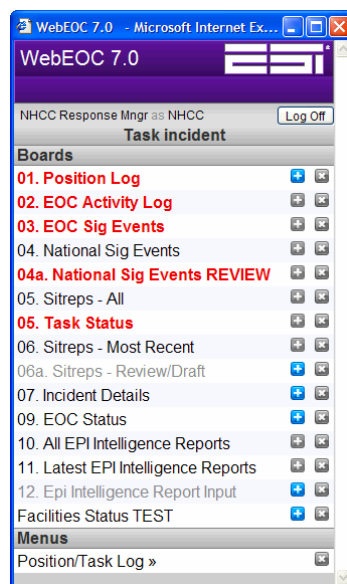 WebEOC 7.0 - Microsoft Internet Ex...
WebEOC 7.0
ESi
NHCC Response Mngr as NHCC
Log Off
Task incident
Boards
01. Position Log
02. EOC Activity Log
03. EOC Sig Events
04. National Sig Events
04a. National Sig Events REVIEW
05. Sitreps - All
05. Task Status
06. Sitreps - Most Recent
06a. Sitreps - Review/Draft
07. Incident Details
09. EOC Status
10. All EPI Intelligence Reports
11. Latest EPI Intelligence Reports
12. Epi Intelligence Report Input
Facilities Status TEST
Menus
Position/Task Log »